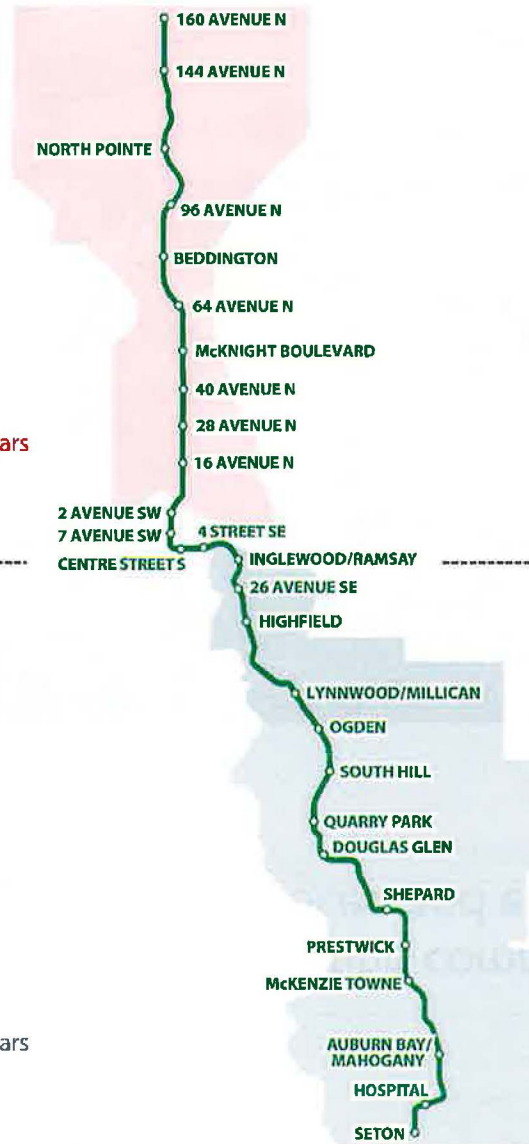 160 AVENUE N
144 AVENUE N
NORTH POINTE
96 AVENUE N
BEDDINGTON
64 AVENUE N
McKNIGHT BOULEVARD
40 AVENUE N
28 AVENUE N
ars
16 AVENUE N
2 AVENUE SW
7 AVENUE SW
4 STREET SE
CENTRE STREET S
INGLEWOOD/RAMSAY
26 AVENUE SE
HIGHFIELD
LYNNWOOD/MILLICAN
OGDEN
SOUTH HILL
QUARRY PARK
DOUGLAS GLEN
SHEPARD
PRESTWICK
McKENZIE TOWNE
ars
AUBURN BAY/
MAHOGANY
HOSPITAL
SETON